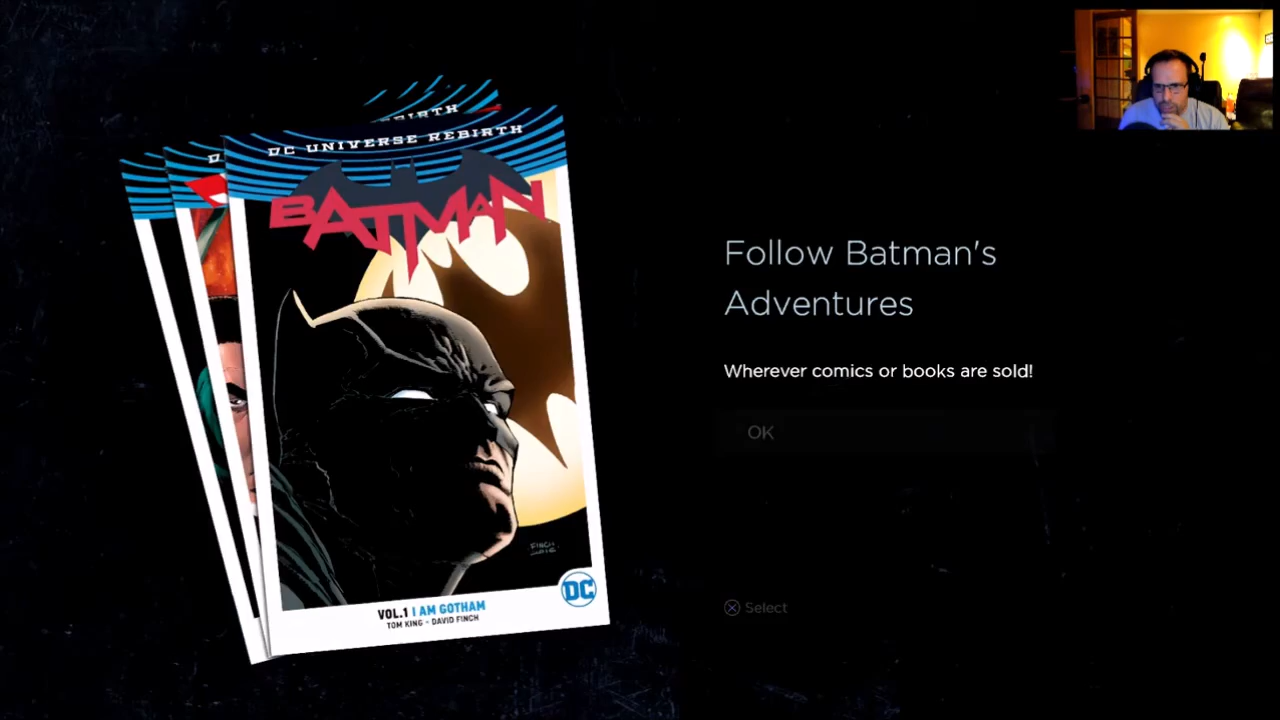 EBIRTH
D
DC UNIVERSE REBIRTH
BATMAN
FINCH
VOL.1 I AM GOTHAM
TOM KING - DAVID FINCH
DC
Follow Batman's
Adventures
Wherever comics or books are sold!
OK
Select